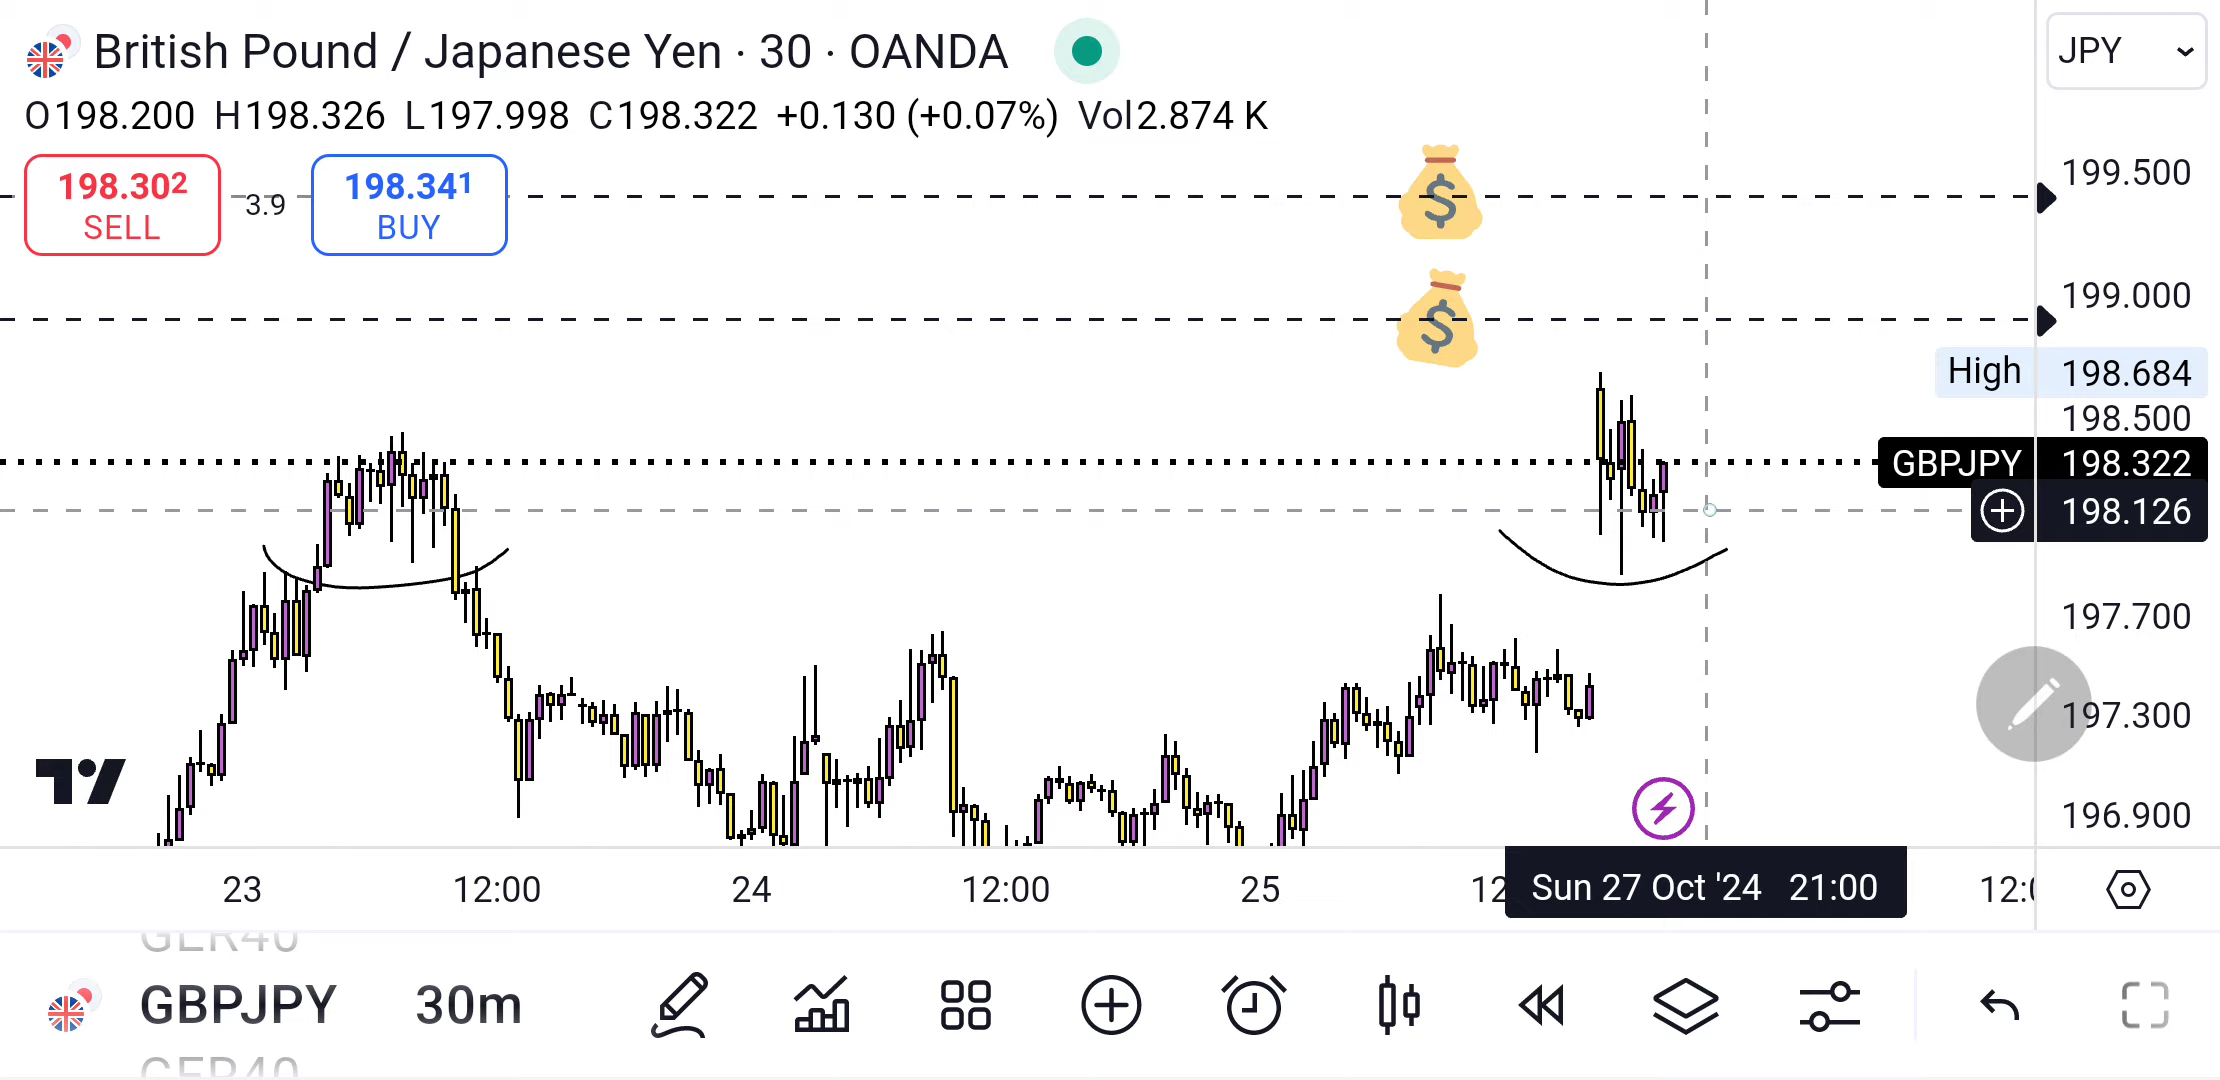 British Pound / Japanese Yen · 30 · OANDA
JPY
O198.200 H198.326 L197.998 C198.322 +0.130 (+0.07%) Vol2.874 K
198.302
SELL
3.9
198.341
BUY
199.500
199.000
High 198.684
198.500
GBPJPY 198.322
198.126
197.700
197.300
196.900
23 12:00 24 12:00 25 Sun 27 Oct '24 21:00
GER40
GBPJPY 30m
GER40